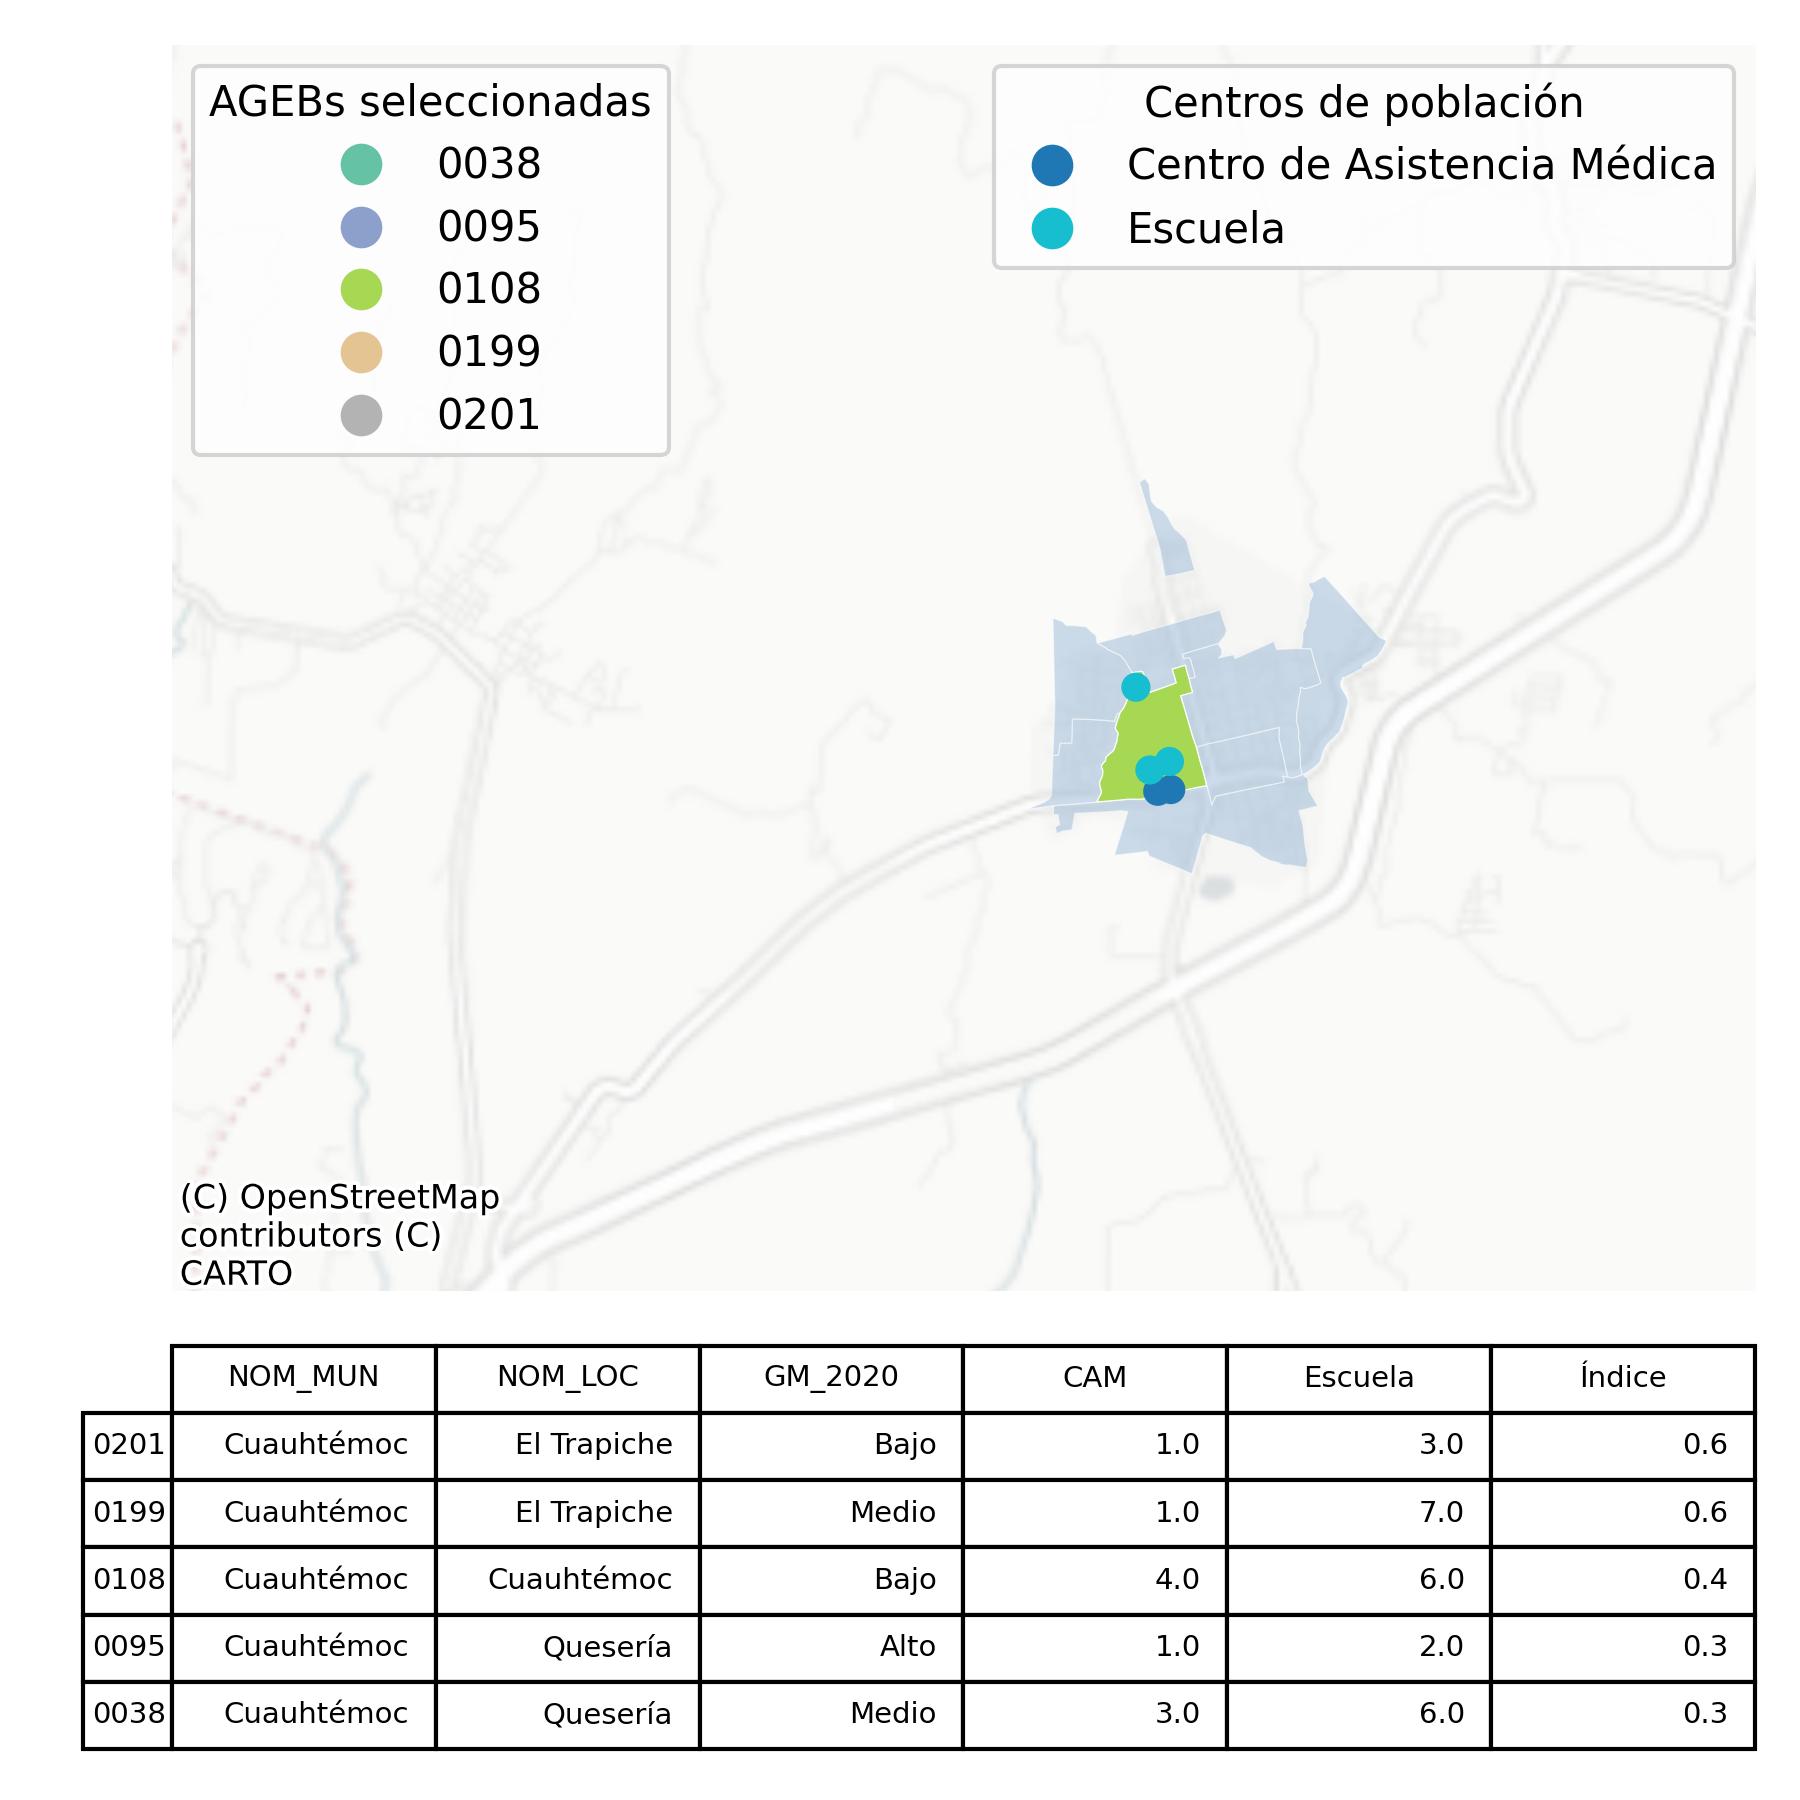 AGEBs seleccionadas
0038
0095
0108
0199
0201
Centros de población
Centro de Asistencia Médica
Escuela
(C) OpenStreetMap
contributors (C)
CARTO
NOM_MUN NOM_LOC GM_2020 CAM Escuela Índice
0201 Cuauhtémoc El Trapiche Bajo 1.0 3.0 0.6
0199 Cuauhtémoc El Trapiche Medio 1.0 7.0 0.6
0108 Cuauhtémoc Cuauhtémoc Bajo 4.0 6.0 0.4
0095 Cuauhtémoc Quesería Alto 1.0 2.0 0.3
0038 Cuauhtémoc Quesería Medio 3.0 6.0 0.3